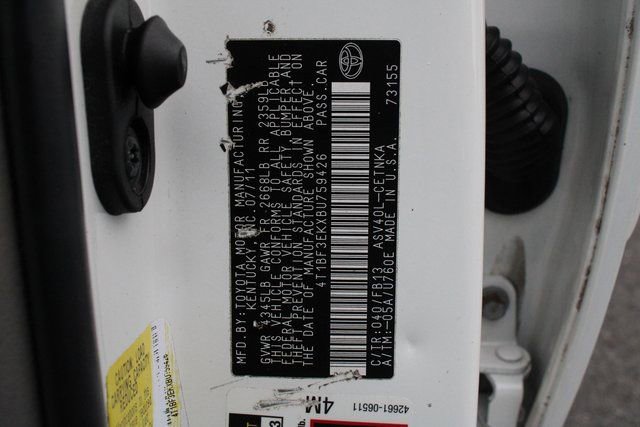 MFD. BY: TOYOTA MOTOR MANUFACTURING
KENTUCKY, INC. 07/11
GVWR 4345LB GAWR FR. 2668LB RR 2359LB
THIS VEHICLE CONFORMS TO ALL APPLICABLE
FEDERAL MOTOR VEHICLE SAFETY, BUMPER AND
THEFT PREVENTION STANDARDS IN EFFECT ON
THE DATE OF MANUFACTURE SHOWN ABOVE.
4T1BF3EKXBU759426 PASS. CAR
C/TR:040/FB13 ASV40L-CETNKA 73155
A/TM:-05A/U760E MADE IN U.S.A.
42661-06511
4M